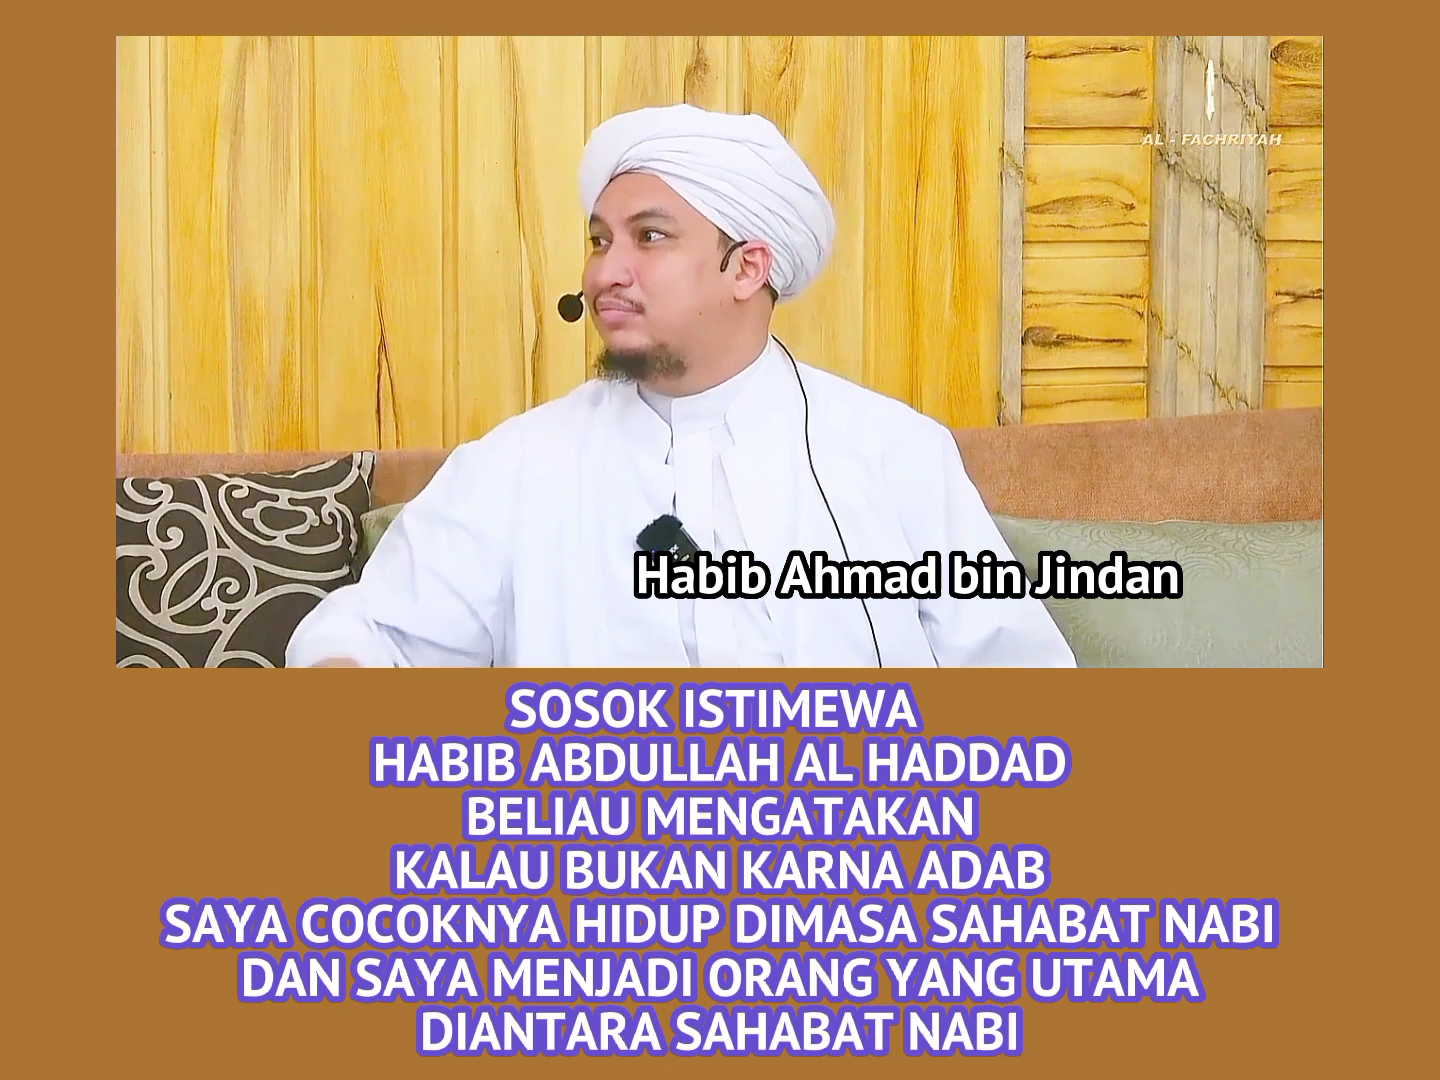 AL - FACHRIYAH
Habib Ahmad bin Jindan
SOSOK ISTIMEWA
HABIB ABDULLAH AL HADDAD
BELIAU MENGATAKAN
KALAU BUKAN KARNA ADAB
SAYA COCOKNYA HIDUP DIMASA SAHABAT NABI
DAN SAYA MENJADI ORANG YANG UTAMA
DIANTARA SAHABAT NABI